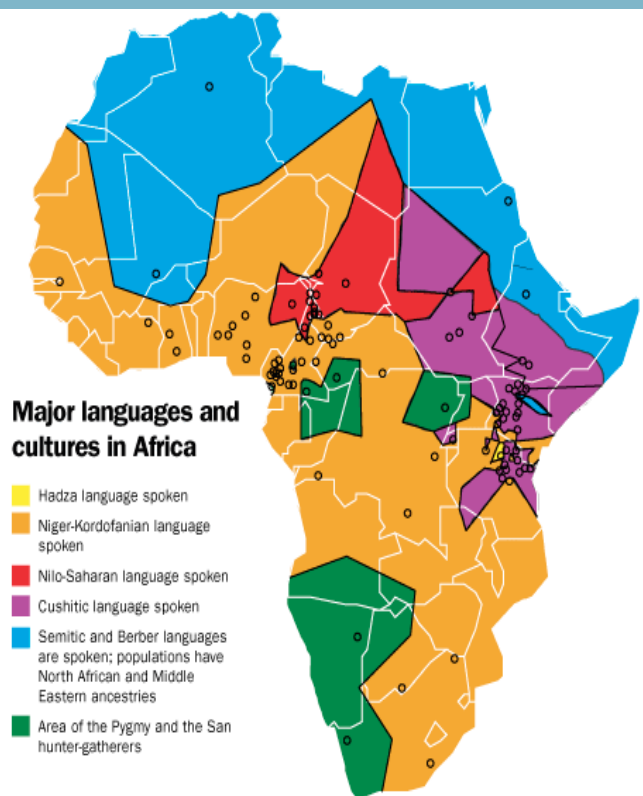 Major languages and
cultures in Africa
Hadza language spoken
Niger-Kordofanian language
spoken
Nilo-Saharan language spoken
Cushitic language spoken
Semitic and Berber languages
are spoken; populations have
North African and Middle
Eastern ancestries
Area of the Pygmy and the San
hunter-gatherers